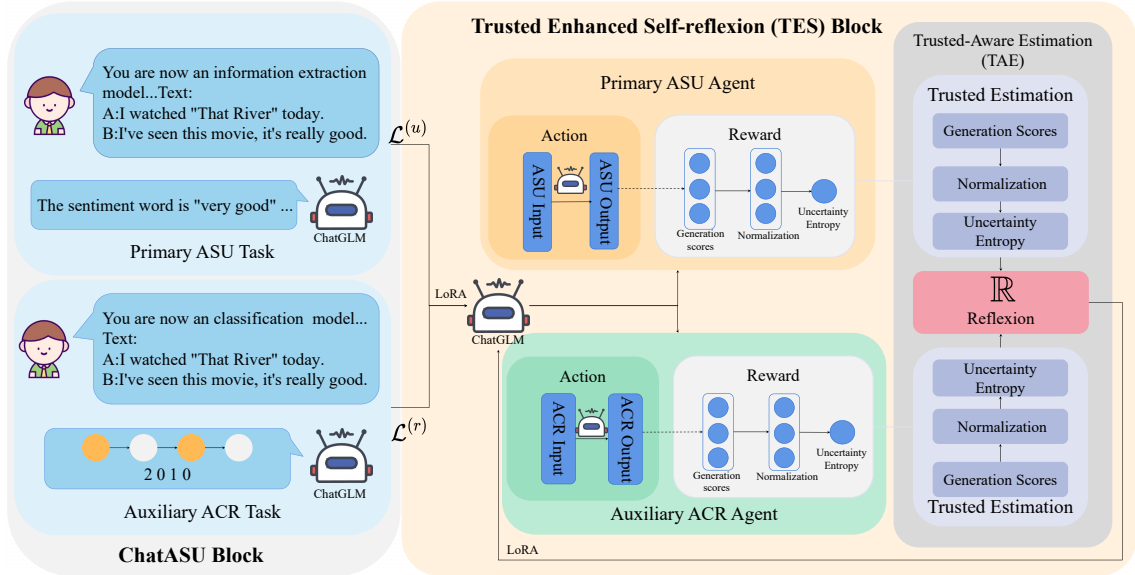 You are now an information extraction
model...Text:
A:I watched "That River" today.
B:I've seen this movie, it's really good.
The sentiment word is "very good" ...
ChatGLM
Primary ASU Task
You are now an classification model...
Text:
A:I watched "That River" today.
B:I've seen this movie, it's really good.
2 0 1 0
ChatGLM
Auxiliary ACR Task
ChatASU Block
ℒ(u)
ℒ(r)
LoRA
ChatGLM
Trusted Enhanced Self-reflexion (TES) Block
Primary ASU Agent
Action
ASU Input
ASU Output
Reward
Generation
scores
Normalization
Uncertainty
Entropy
Action
ACR Input
ACR Output
Reward
Generation
scores
Normalization
Uncertainty
Entropy
Auxiliary ACR Agent
LoRA
Trusted-Aware Estimation
(TAE)
Trusted Estimation
Generation Scores
Normalization
Uncertainty
Entropy
ℝ
Reflexion
Uncertainty
Entropy
Normalization
Generation Scores
Trusted Estimation